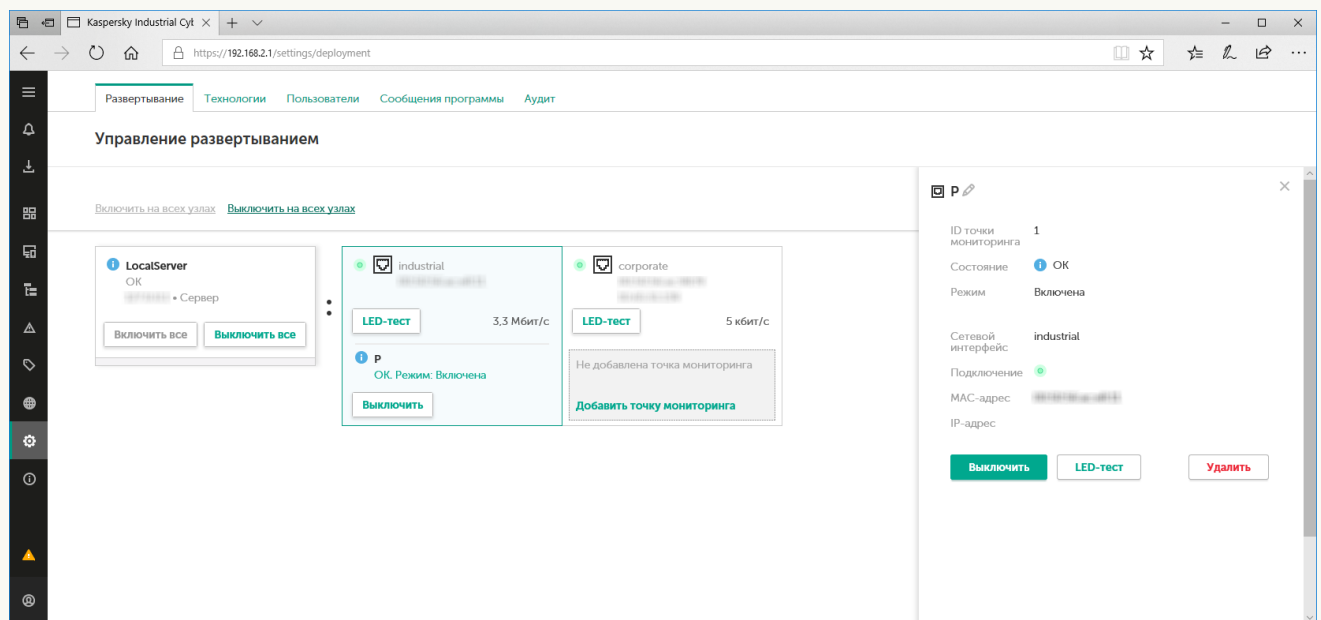 Kaspersky Industrial Cyb
https://192.168.2.1/settings/deployment
Развертывание Технологии Пользователи Сообщения программы Аудит
Управление развертыванием
Включить на всех узлах Выключить на всех узлах
LocalServer
OK
• Сервер
Включить все Выключить все
industrial
LED-тест 3,3 Мбит/с
P
OK. Режим: Включена
Выключить
corporate
LED-тест 5 кбит/с
Не добавлена точка мониторинга
Добавить точку мониторинга
P
ID точки мониторинга 1
Состояние OK
Режим Включена
Сетевой интерфейс industrial
Подключение
MAC-адрес
IP-адрес
Выключить LED-тест Удалить